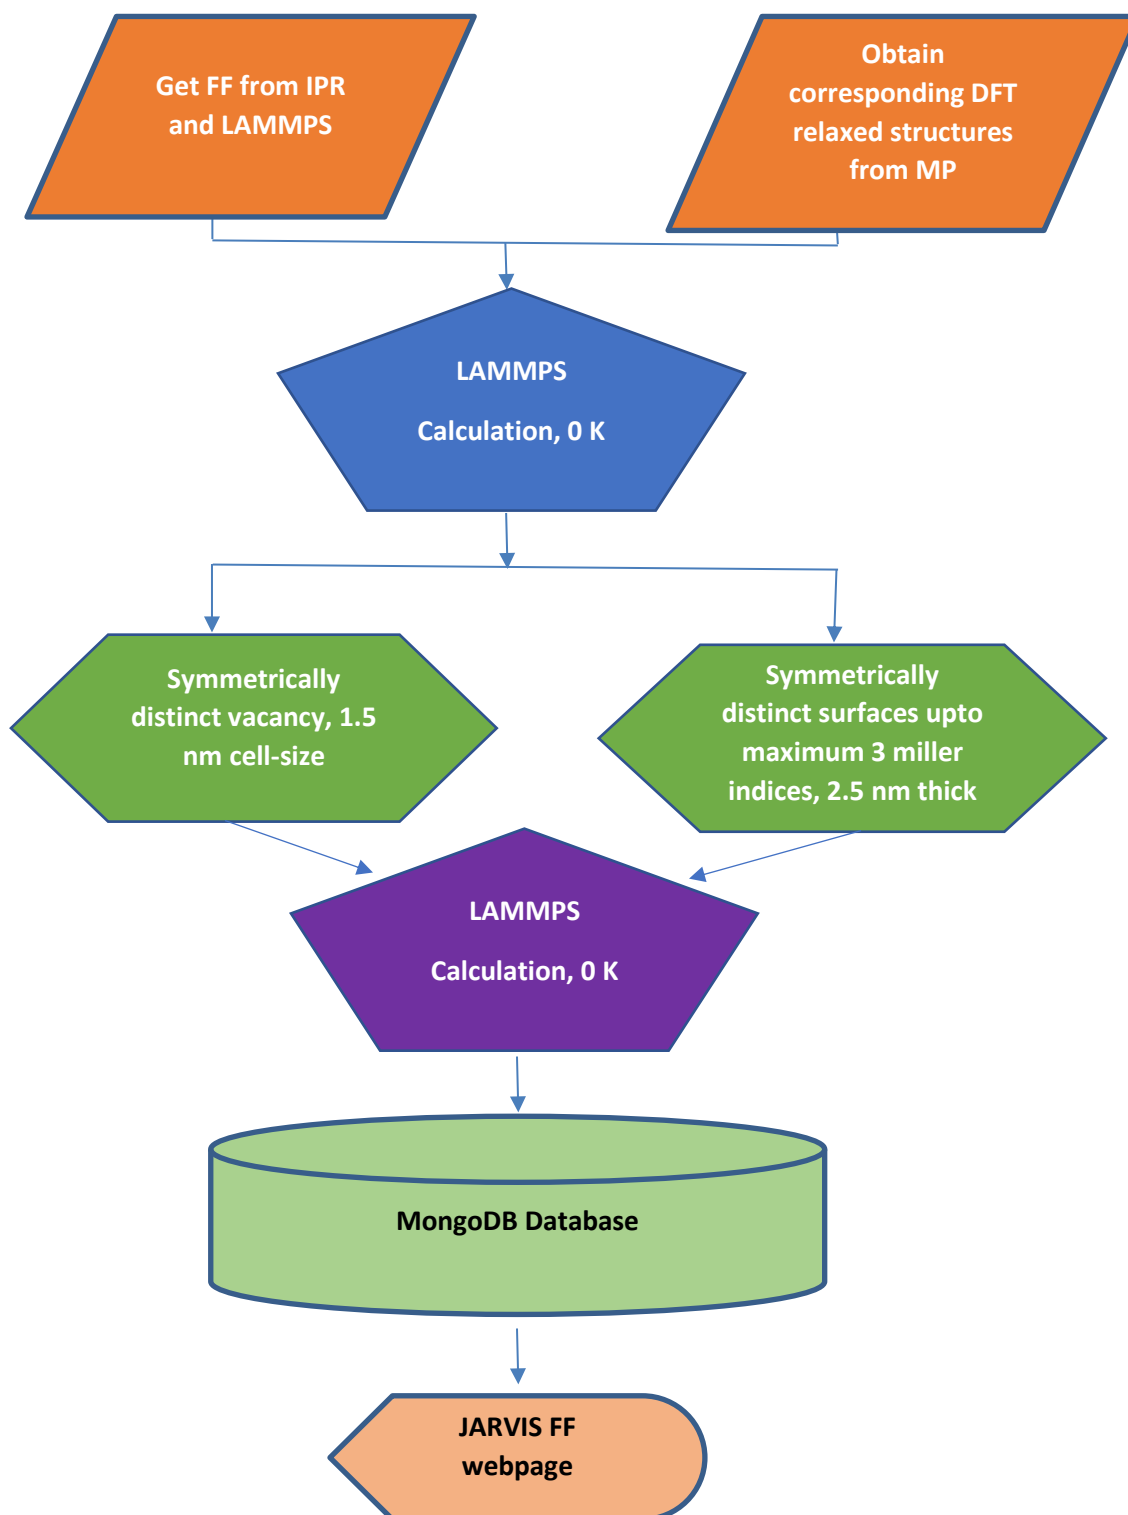 Get FF from IPR
and LAMMPS
Obtain
corresponding DFT
relaxed structures
from MP
LAMMPS
Calculation, 0 K
Symmetrically
distinct vacancy, 1.5
nm cell-size
Symmetrically
distinct surfaces upto
maximum 3 miller
indices, 2.5 nm thick
LAMMPS
Calculation, 0 K
MongoDB Database
JARVIS FF
webpage